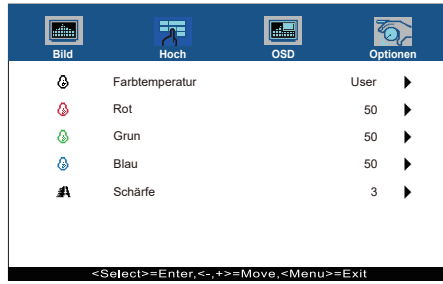 Bild Hoch OSD Optionen
Farbtemperatur User
Rot 50
Grun 50
Blau 50
Schärfe 3
<Select>=Enter,<-,+>=Move,<Menu>=Exit